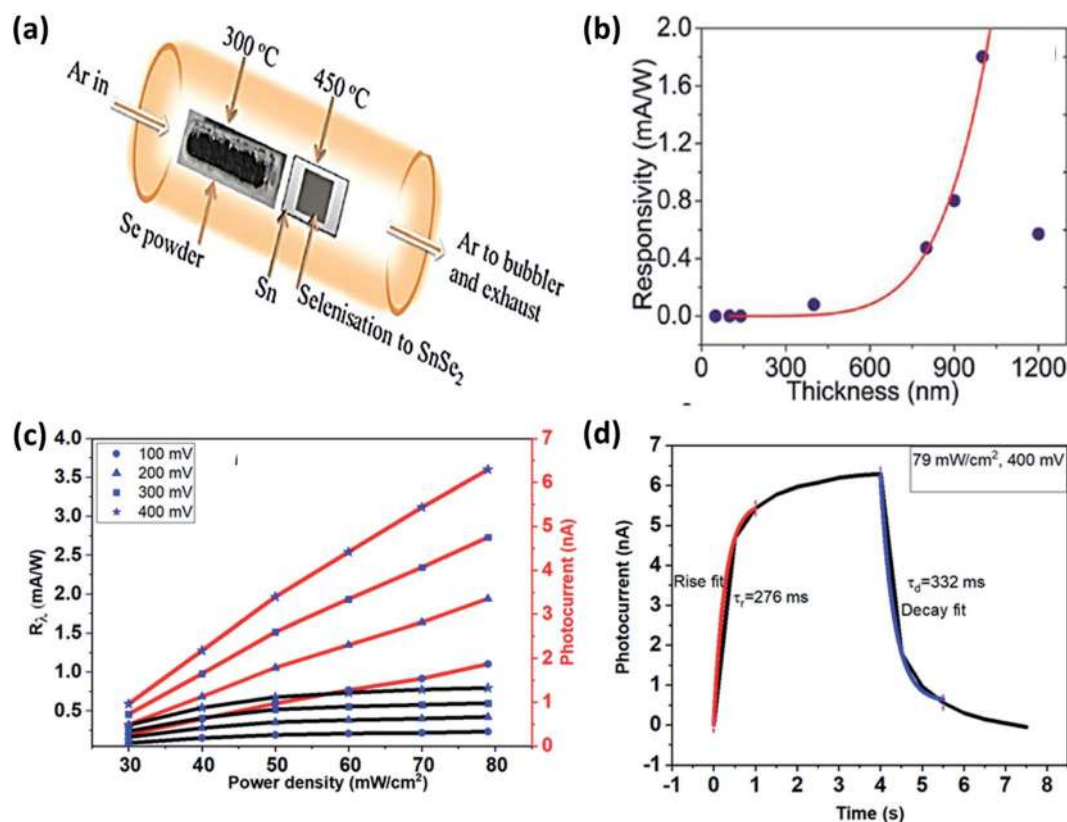 (a)
300 °C
450 °C
Ar in
Se powder
Sn
Selenisation to SnSe₂
Ar to bubbler
and exhaust
(b)
Responsivity (mA/W)
2.0
1.6
1.2
0.8
0.4
0.0
0 300 600 900 1200
Thickness (nm)
(c)
Rλ (mA/W)
4.0
3.5
3.0
2.5
2.0
1.5
1.0
0.5
100 mV
200 mV
300 mV
400 mV
7
6
5
4
3
2
1
0
Photocurrent (nA)
30 40 50 60 70 80
Power density (mW/cm²)
(d)
Photocurrent (nA)
7
6
5
4
3
2
1
0
-1
79 mW/cm², 400 mV
Rise fit
τr=276 ms
τd=332 ms
Decay fit
-1 0 1 2 3 4 5 6 7 8
Time (s)